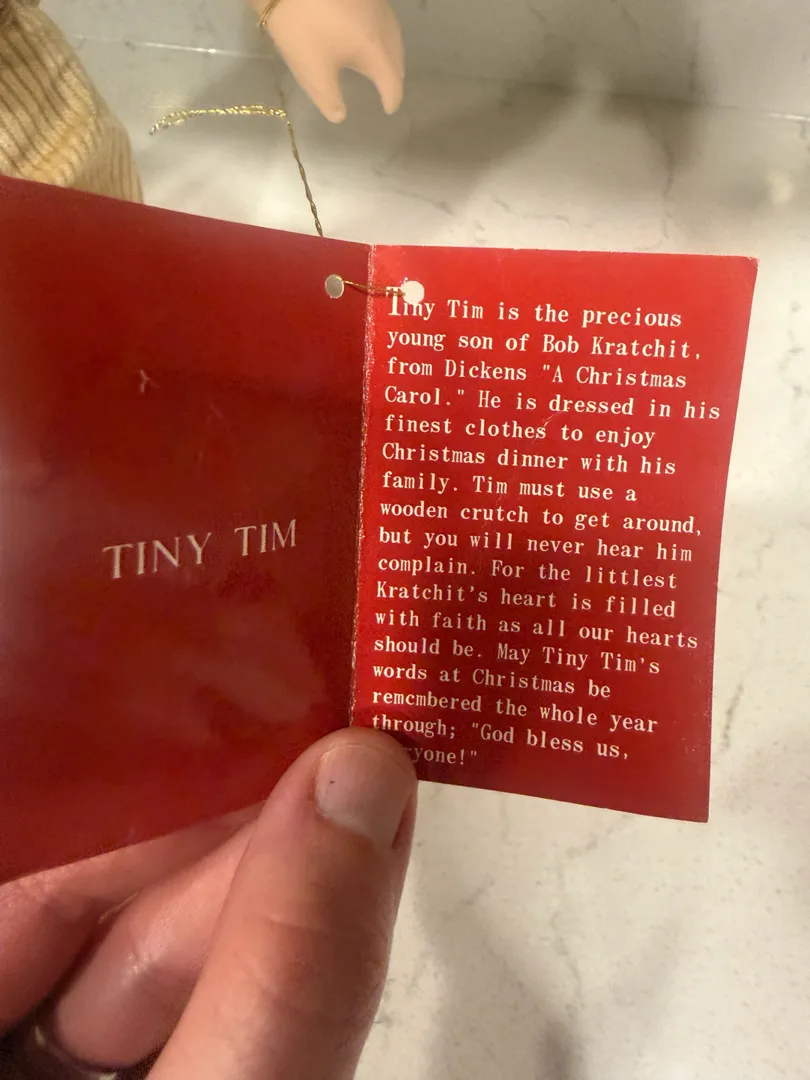 TINY TIM
Tiny Tim is the precious
young son of Bob Kratchit,
from Dickens "A Christmas
Carol." He is dressed in his
finest clothes to enjoy
Christmas dinner with his
family. Tim must use a
wooden crutch to get around,
but you will never hear him
complain. For the littlest
Kratchit's heart is filled
with faith as all our hearts
should be. May Tiny Tim's
words at Christmas be
remcmbered the whole year
through; "God bless us,
ryone!"